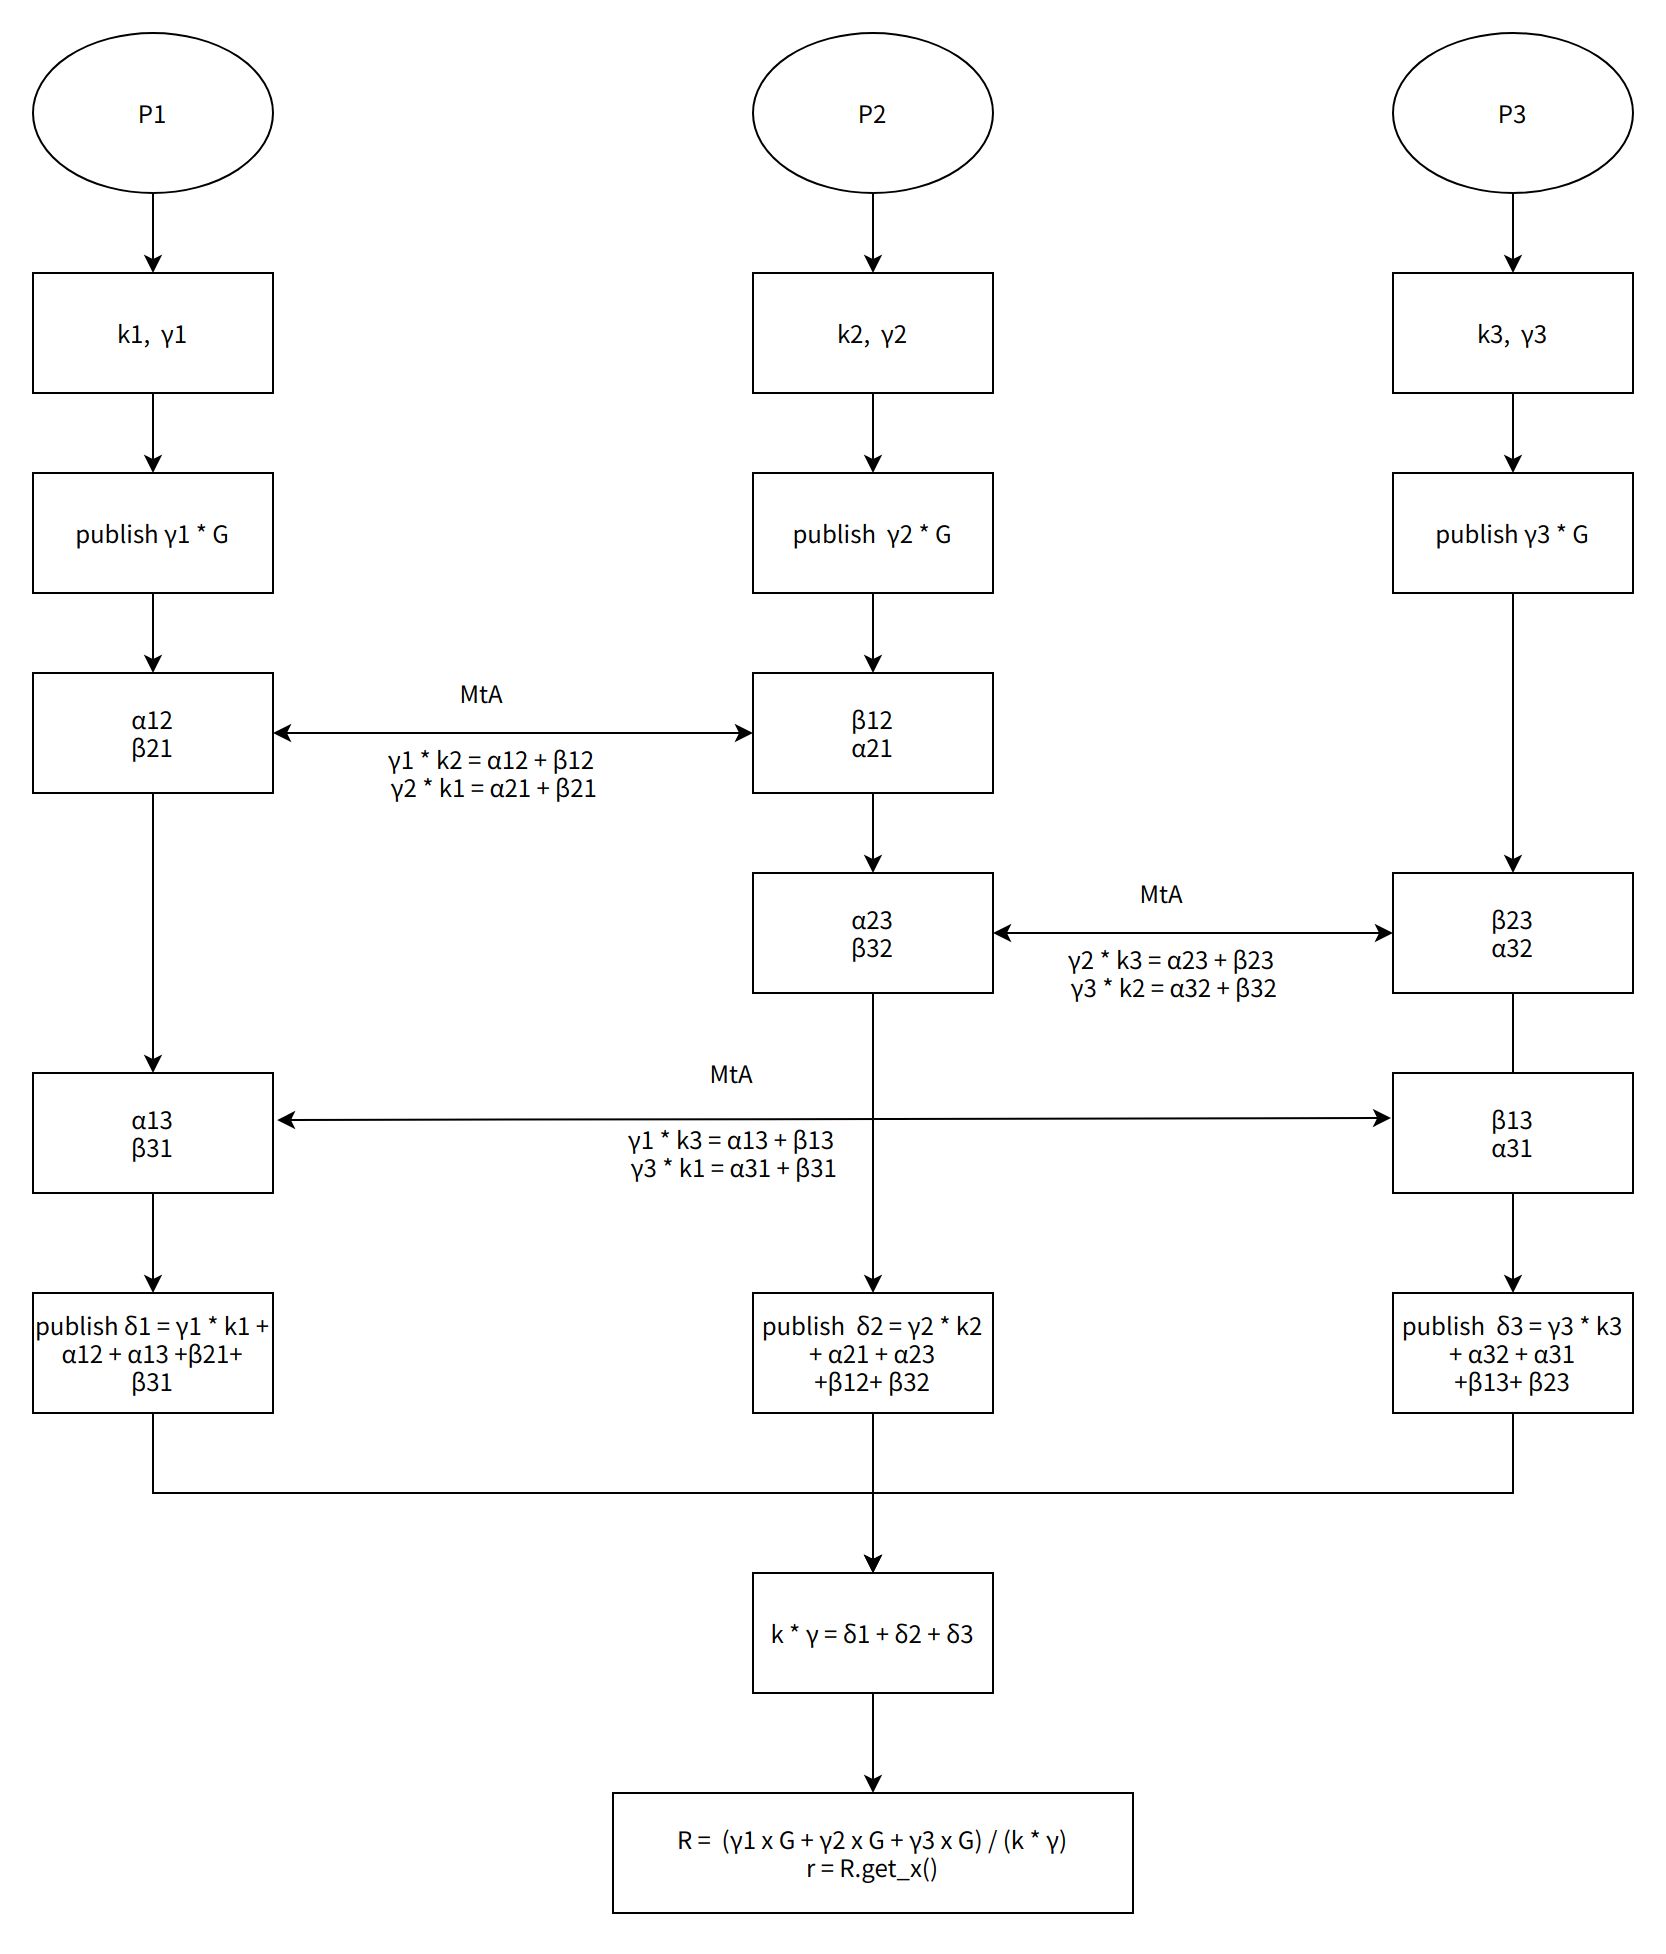 P1
P2
P3
k1,  γ1
k2,  γ2
k3,  γ3
publish γ1 * G
publish  γ2 * G
publish γ3 * G
α12
β21
MtA
γ1 * k2 = α12 + β12
γ2 * k1 = α21 + β21
β12
α21
α23
β32
MtA
γ2 * k3 = α23 + β23
γ3 * k2 = α32 + β32
β23
α32
α13
β31
MtA
γ1 * k3 = α13 + β13
γ3 * k1 = α31 + β31
β13
α31
publish δ1 = γ1 * k1 +
α12 + α13 +β21+
β31
publish  δ2 = γ2 * k2
+ α21 + α23
+β12+ β32
publish  δ3 = γ3 * k3
+ α32 + α31
+β13+ β23
k * γ = δ1 + δ2 + δ3
R =  (γ1 x G + γ2 x G + γ3 x G) / (k * γ)
r = R.get_x()